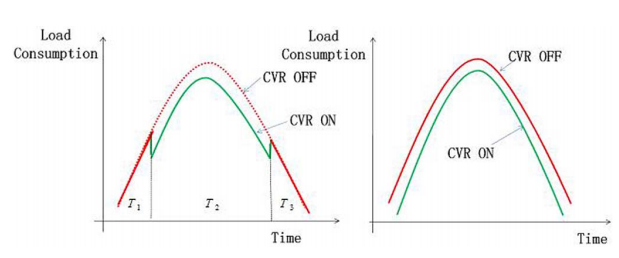 Load
Consumption
CVR OFF
CVR ON
T1
T2
T3
Time
Load
Consumption
CVR OFF
CVR ON
Time